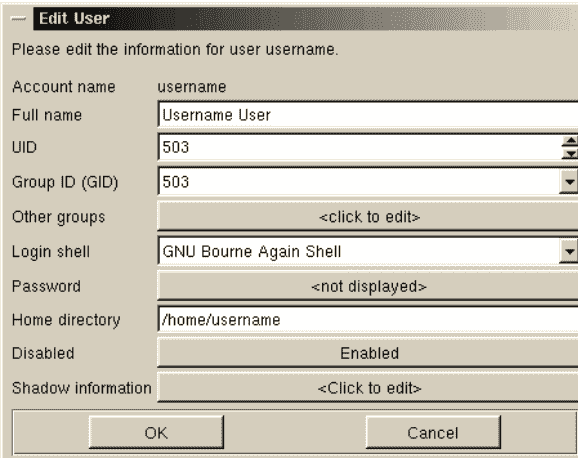 Edit User
Please edit the information for user username.
Account name username
Full name Username User
UID 503
Group ID (GID) 503
Other groups <click to edit>
Login shell GNU Bourne Again Shell
Password <not displayed>
Home directory /home/username
Disabled Enabled
Shadow information <Click to edit>
OK Cancel